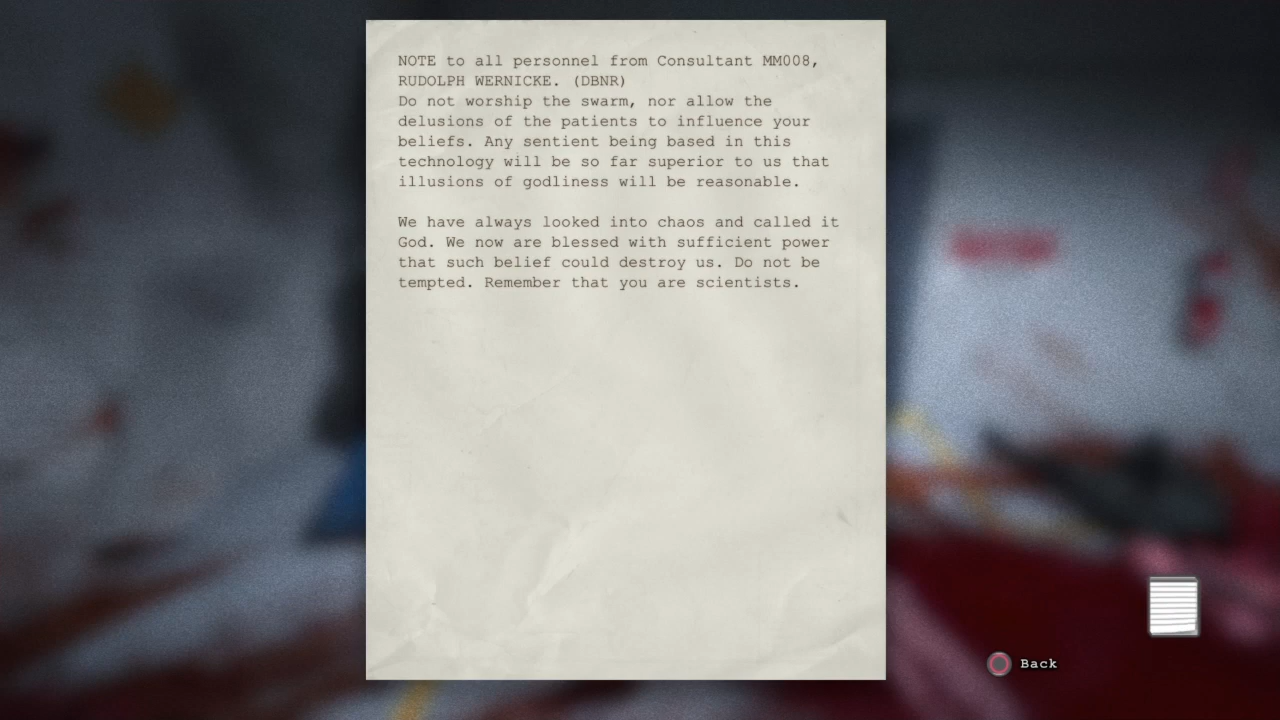 NOTE to all personnel from Consultant MM008,
RUDOLPH WERNICKE. (DBNR)
Do not worship the swarm, nor allow the
delusions of the patients to influence your
beliefs. Any sentient being based in this
technology will be so far superior to us that
illusions of godliness will be reasonable.
We have always looked into chaos and called it
God. We now are blessed with sufficient power
that such belief could destroy us. Do not be
tempted. Remember that you are scientists.
Back